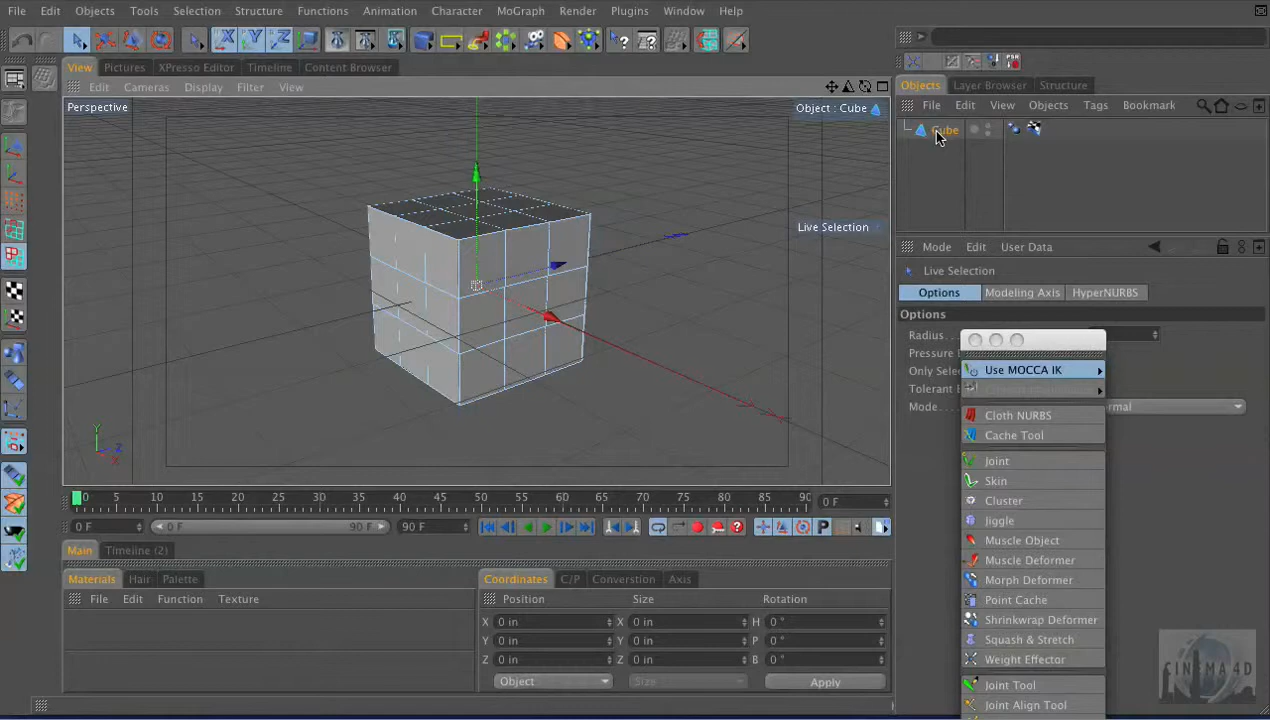 File Edit Objects Tools Selection Structure Functions Animation Character MoGraph Render Plugins Window Help
View Pictures XPresso Editor Timeline Content Browser
Edit Cameras Display Filter View
Perspective
Object : Cube
Live Selection
Objects Layer Browser Structure
File Edit View Objects Tags Bookmark
Cube
Mode Edit User Data
Live Selection
Options Modeling Axis HyperNURBS
Options
Radius
Pressure
Only Sele
Tolerant
Mode rmal
Use MOCCA IK
Cloth NURBS
Cache Tool
Joint
Skin
Cluster
Jiggle
Muscle Object
Muscle Deformer
Morph Deformer
Point Cache
Shrinkwrap Deformer
Squash & Stretch
Weight Effector
Joint Tool
Joint Align Tool
Y
Z
X
0 5 10 15 20 25 30 35 40 45 50 55 60 65 70 75 80 85 90 0 F
0 F 0 F 90 F 90 F
Main Timeline (2)
Materials Hair Palette
File Edit Function Texture
Coordinates C/P Converstion Axis
Position Size Rotation
X 0 in X 0 in H 0 °
Y 0 in Y 0 in P 0 °
Z 0 in Z 0 in B 0 °
Object Size Apply
CINEMA 4D